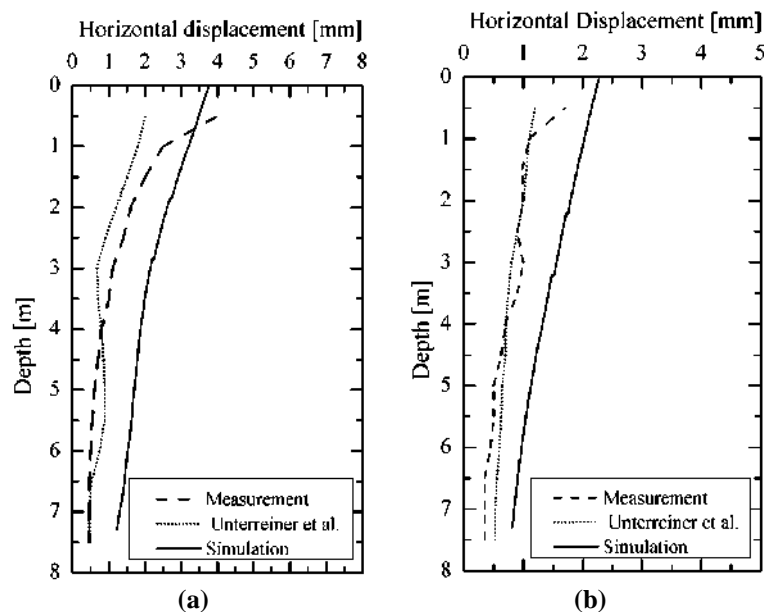 Horizontal displacement [mm]
0 1 2 3 4 5 6 7 8
0
1
2
3
4
5
6
7
8
Depth [m]
Measurement
Unterreiner et al.
Simulation
(a)
Horizontal Displacement [mm]
0 1 2 3 4 5
0
1
2
3
4
5
6
7
8
Depth [m]
Measurement
Unterreiner et al.
Simulation
(b)